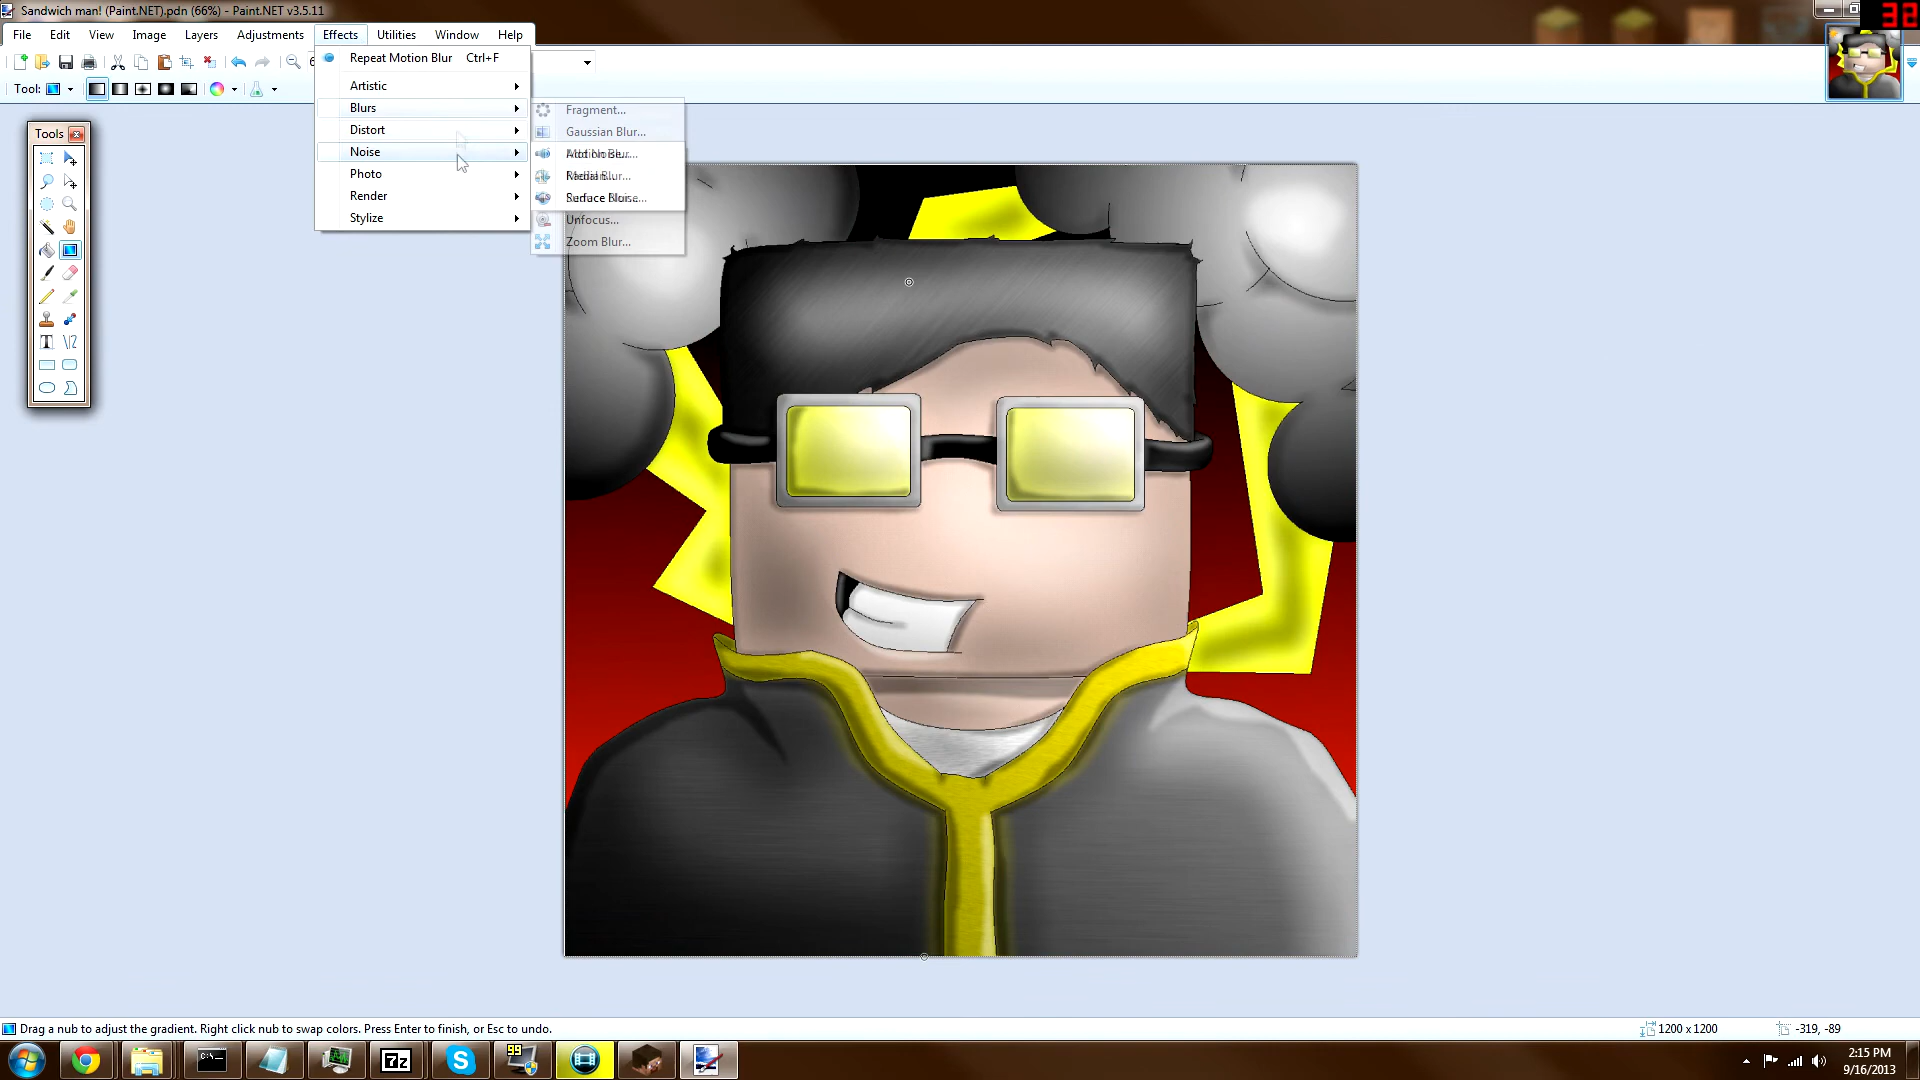 Sandwich man! (Paint.NET).pdn (66%) - Paint.NET v3.5.11
32
File Edit View Image Layers Adjustments Effects Utilities Window Help
Repeat Motion Blur Ctrl+F
Tool:
Artistic
Blurs
Distort
Noise
Photo
Render
Stylize
Fragment...
Gaussian Blur...
Unfocus...
Zoom Blur...
Tools
T
Drag a nub to adjust the gradient. Right click nub to swap colors. Press Enter to finish, or Esc to undo.
1200 x 1200
-319, -89
C:\_
7z
S
99
2:15 PM
9/16/2013